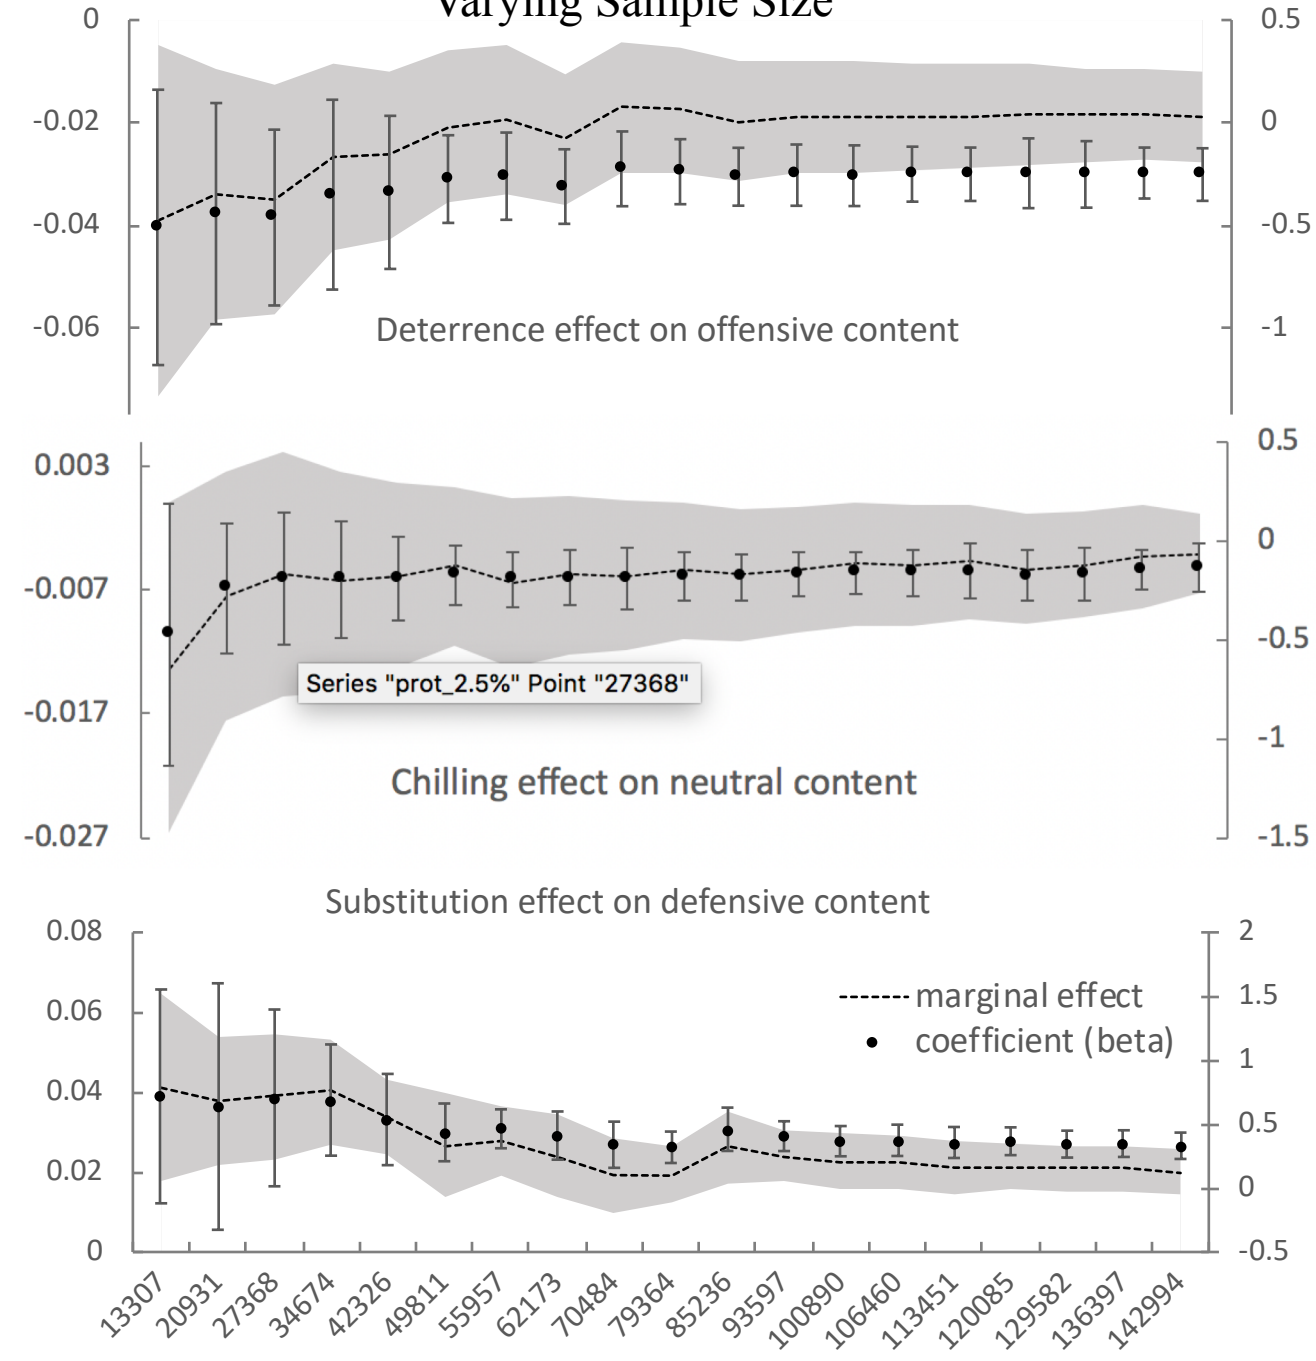 Varying Sample Size
0 0.5
-0.02 0
-0.04 -0.5
-0.06 -1
Deterrence effect on offensive content
0.003 0.5
0
-0.007
-0.5
Series "prot_2.5%" Point "27368"
-0.017
-1
Chilling effect on neutral content
-0.027 -1.5
Substitution effect on defensive content
0.08 2
0.06 1.5
marginal effect
coefficient (beta)
1
0.04
0.5
0.02
0
0 -0.5
13307 20931 27368 34674 42326 49811 55957 62173 70484 79364 85236 93597 100890 106460 113451 120085 129582 136397 142994